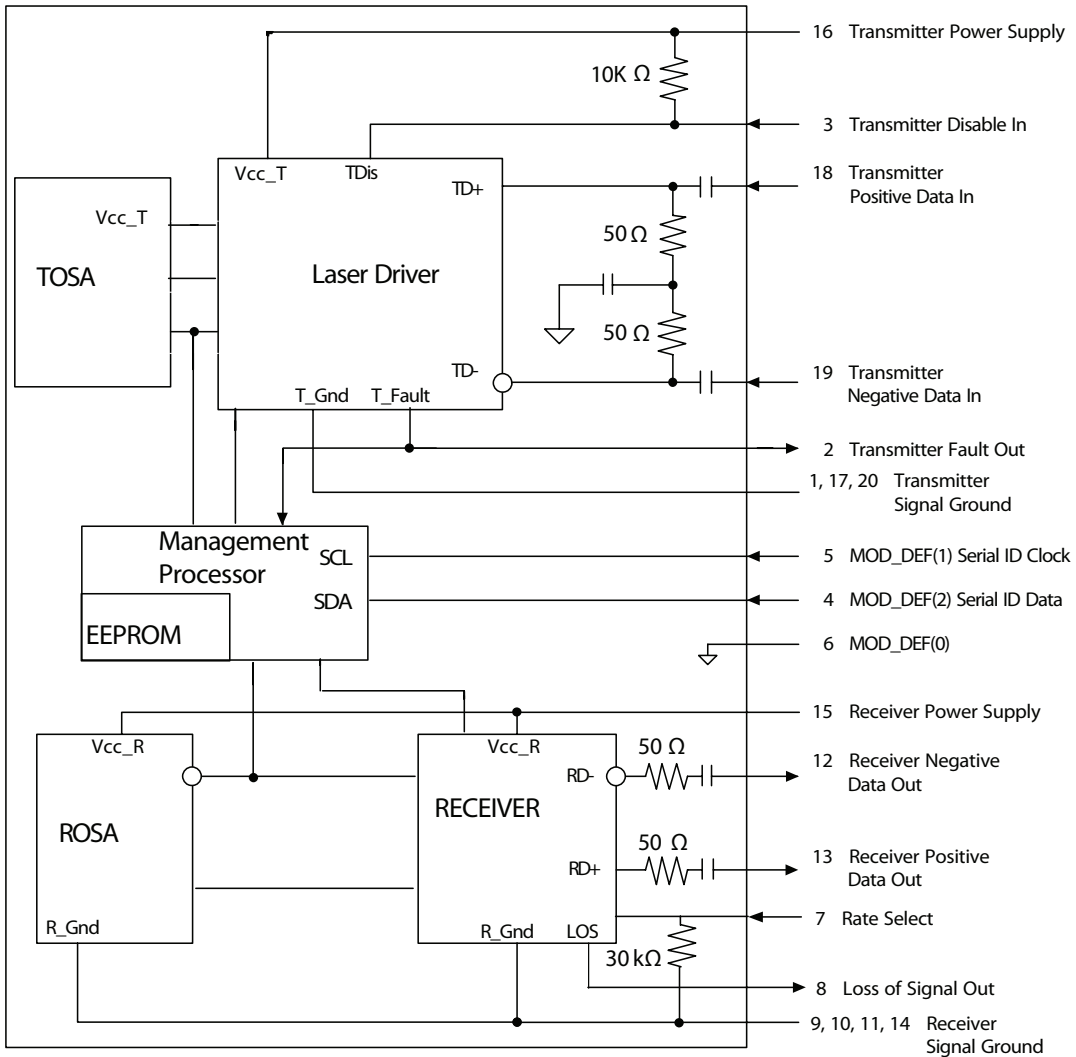 16 Transmitter Power Supply
10K Ω
3 Transmitter Disable In
Vcc_T
TDis
TD+
18 Transmitter
Positive Data In
Vcc_T
50 Ω
TOSA
Laser Driver
50 Ω
TD-
19 Transmitter
Negative Data In
T_Gnd
T_Fault
2 Transmitter Fault Out
1, 17, 20 Transmitter
Signal Ground
Management
Processor
SCL
5 MOD_DEF(1) Serial ID Clock
SDA
4 MOD_DEF(2) Serial ID Data
EEPROM
6 MOD_DEF(0)
15 Receiver Power Supply
Vcc_R
Vcc_R
50 Ω
RD-
12 Receiver Negative
Data Out
RECEIVER
ROSA
50 Ω
RD+
13 Receiver Positive
Data Out
R_Gnd
R_Gnd
LOS
7 Rate Select
30 kΩ
8 Loss of Signal Out
9, 10, 11, 14 Receiver
Signal Ground